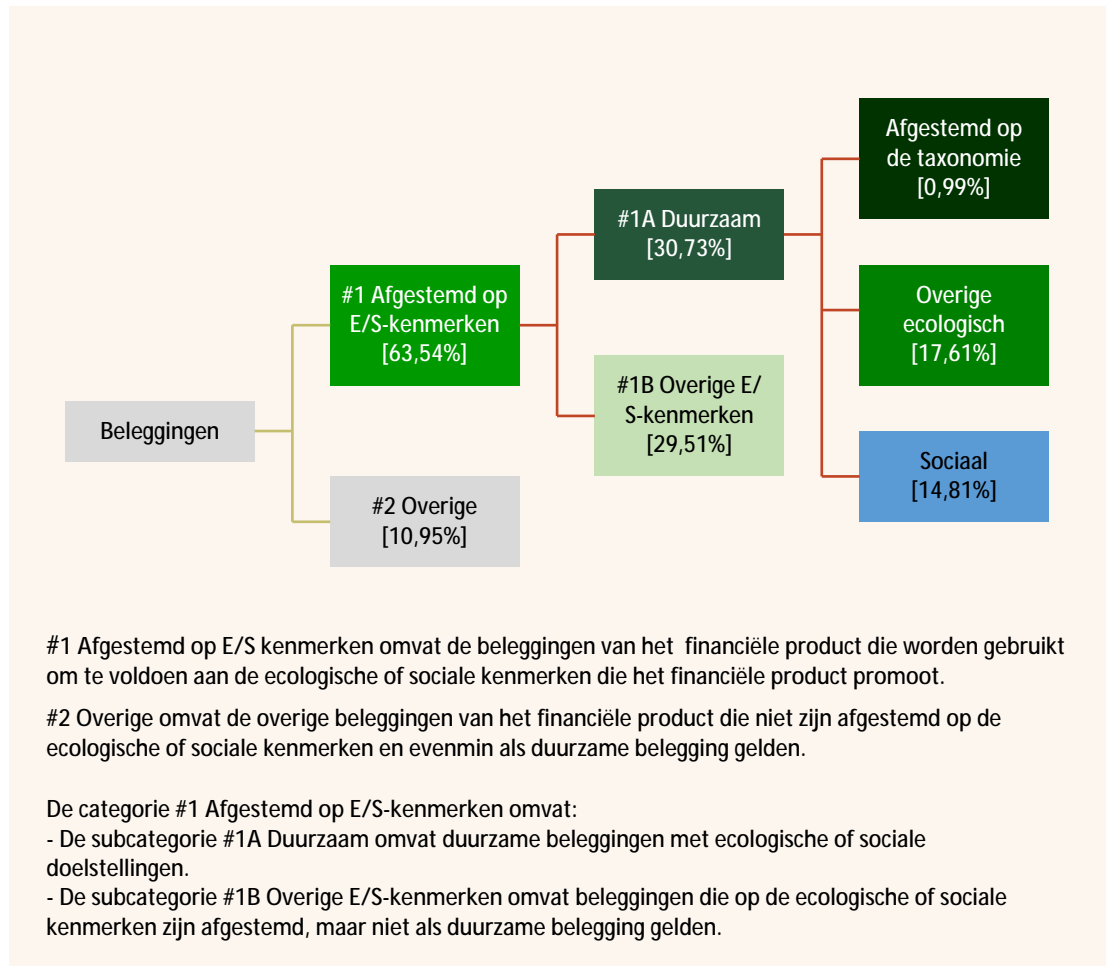 Afgestemd op
de taxonomie
[0,99%]
#1A Duurzaam
[30,73%]
#1 Afgestemd op
E/S-kenmerken
[63,54%]
Overige
ecologisch
[17,61%]
#1B Overige E/
S-kenmerken
[29,51%]
Beleggingen
Sociaal
[14,81%]
#2 Overige
[10,95%]
#1 Afgestemd op E/S kenmerken omvat de beleggingen van het financiële product die worden gebruikt
om te voldoen aan de ecologische of sociale kenmerken die het financiële product promoot.
#2 Overige omvat de overige beleggingen van het financiële product die niet zijn afgestemd op de
ecologische of sociale kenmerken en evenmin als duurzame belegging gelden.
De categorie #1 Afgestemd op E/S-kenmerken omvat:
- De subcategorie #1A Duurzaam omvat duurzame beleggingen met ecologische of sociale
doelstellingen.
- De subcategorie #1B Overige E/S-kenmerken omvat beleggingen die op de ecologische of sociale
kenmerken zijn afgestemd, maar niet als duurzame belegging gelden.